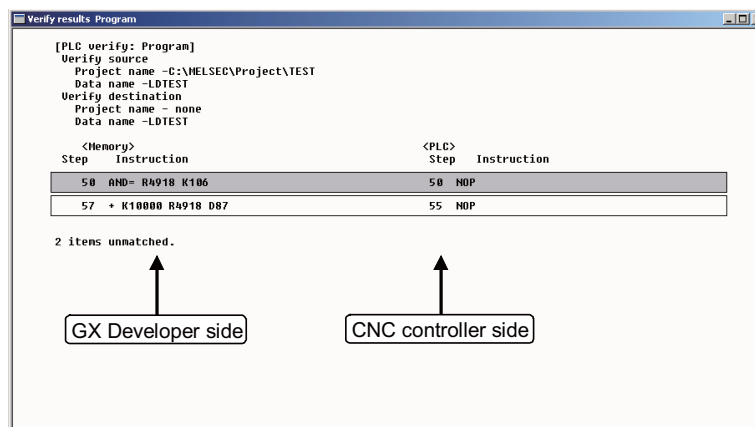 Verify results Program
[PLC verify: Program]
Verify source
Project name -C:\MELSEC\Project\TEST
Data name -LDTEST
Verify destination
Project name - none
Data name -LDTEST
<Memory> <PLC>
Step Instruction Step Instruction
50 AND= R4918 K106 50 NOP
57 + K10000 R4918 D87 55 NOP
2 items unmatched.
GX Developer side CNC controller side